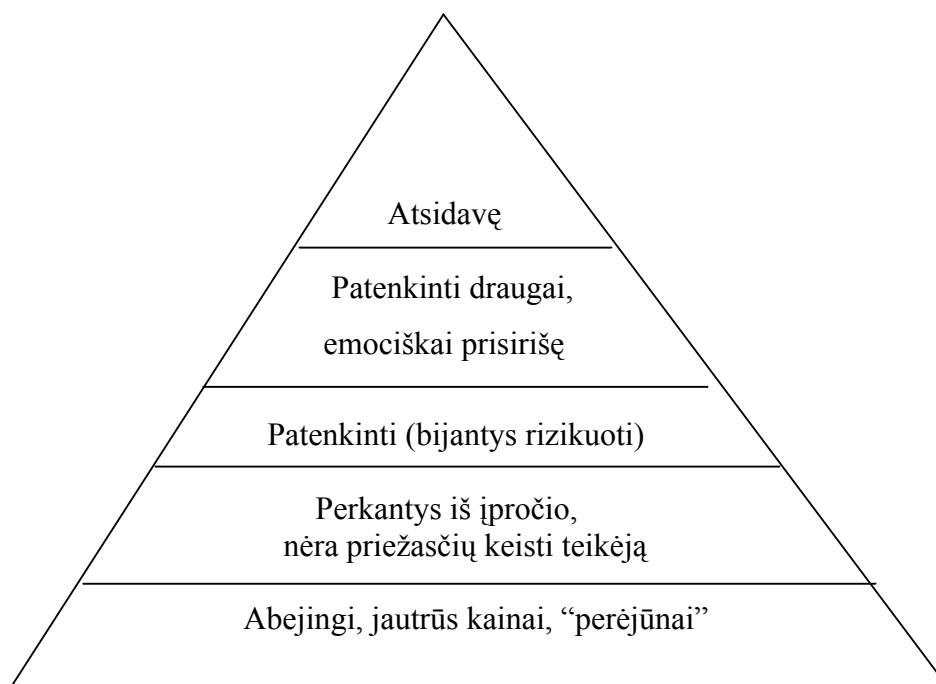 Atsidavę
Patenkinti draugai,
emociškai prisirišę
Patenkinti (bijantys rizikuoti)
Perkantys iš įpročio,
nėra priežasčių keisti teikėją
Abejingi, jautrūs kainai, “perėjūnai”